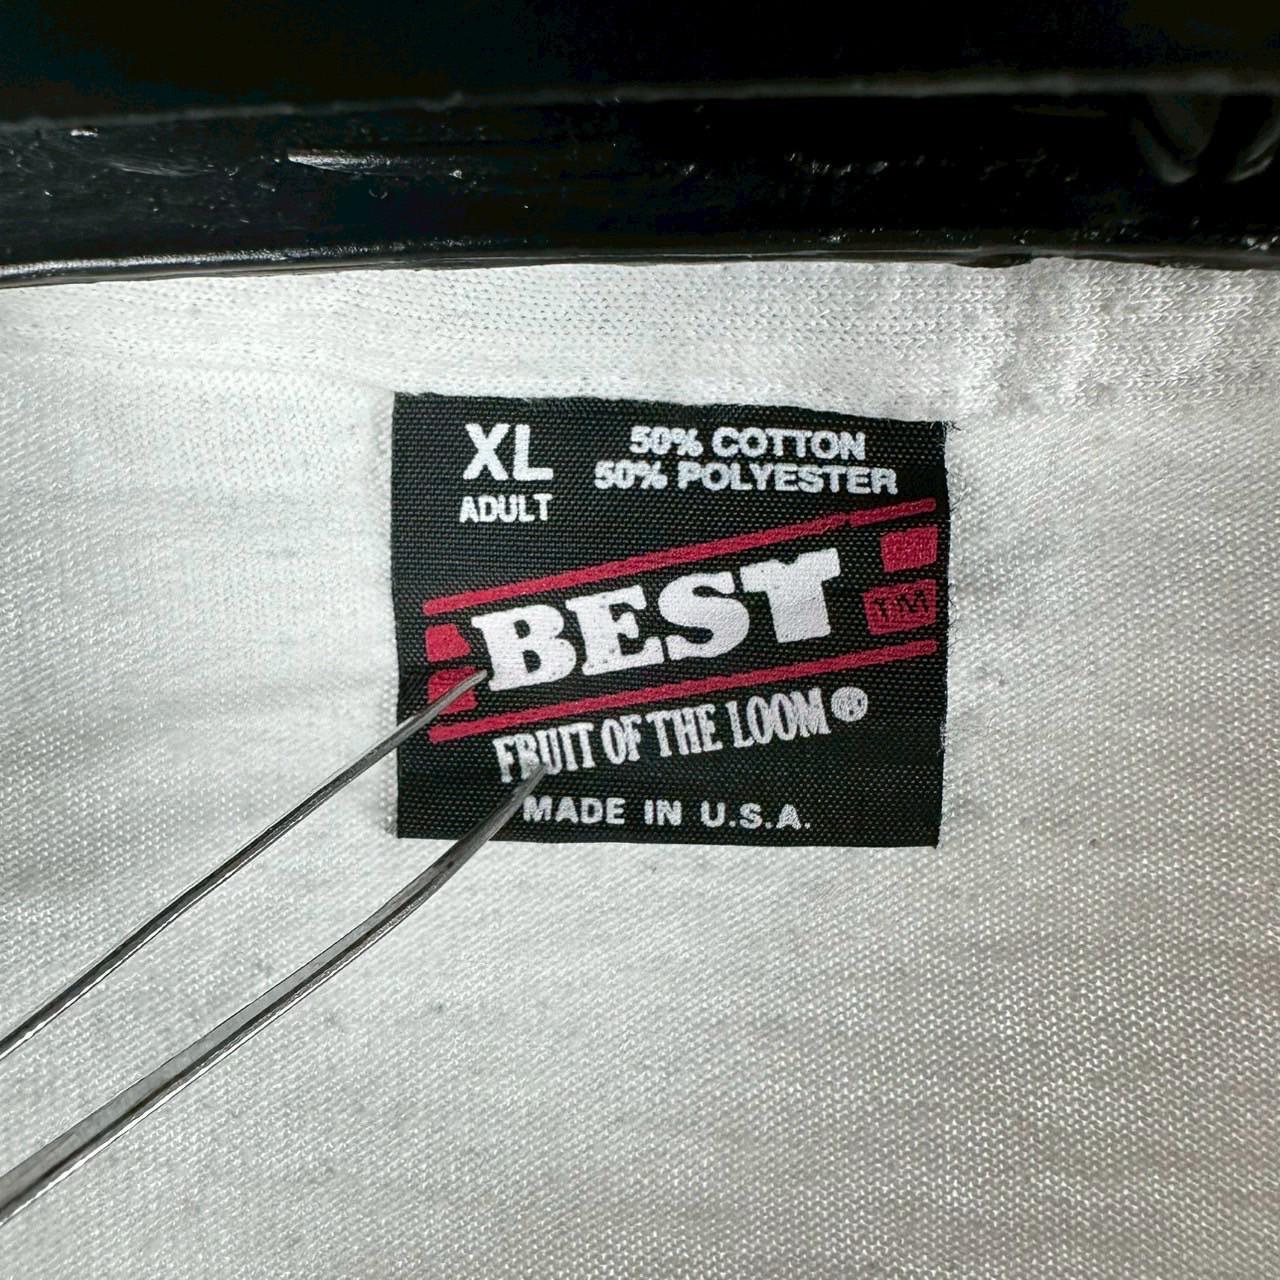 XL
ADULT
50% COTTON
50% POLYESTER
BEST
TM
FRUIT OF THE LOOM®
MADE IN U.S.A.